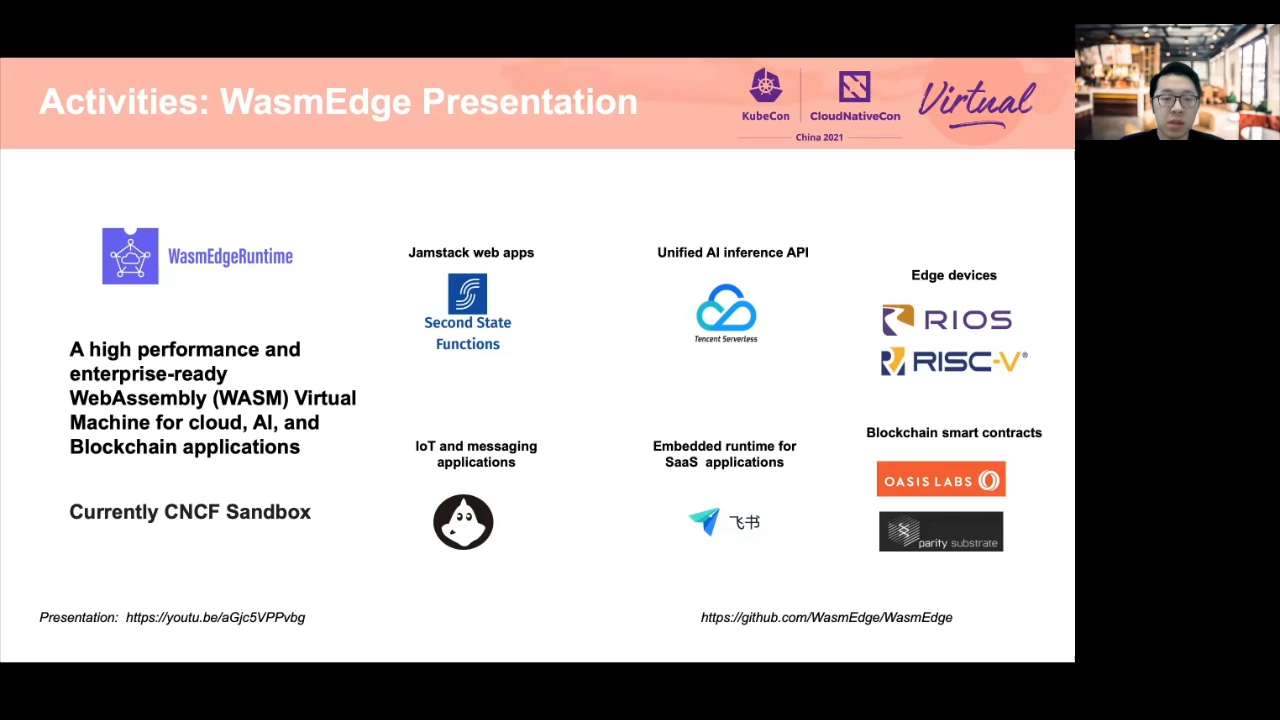 Activities: WasmEdge Presentation
KubeCon
CloudNativeCon
Virtual
China 2021
WasmEdgeRuntime
A high performance and
enterprise-ready
WebAssembly (WASM) Virtual
Machine for cloud, AI, and
Blockchain applications
Currently CNCF Sandbox
Jamstack web apps
Second State
Functions
Unified AI inference API
Tencent Serverless
Edge devices
RIOS
RISC-V®
IoT and messaging
applications
Embedded runtime for
SaaS applications
飞书
Blockchain smart contracts
OASIS LABS
parity substrate
Presentation: https://youtu.be/aGjc5VPPvbg
https://github.com/WasmEdge/WasmEdge